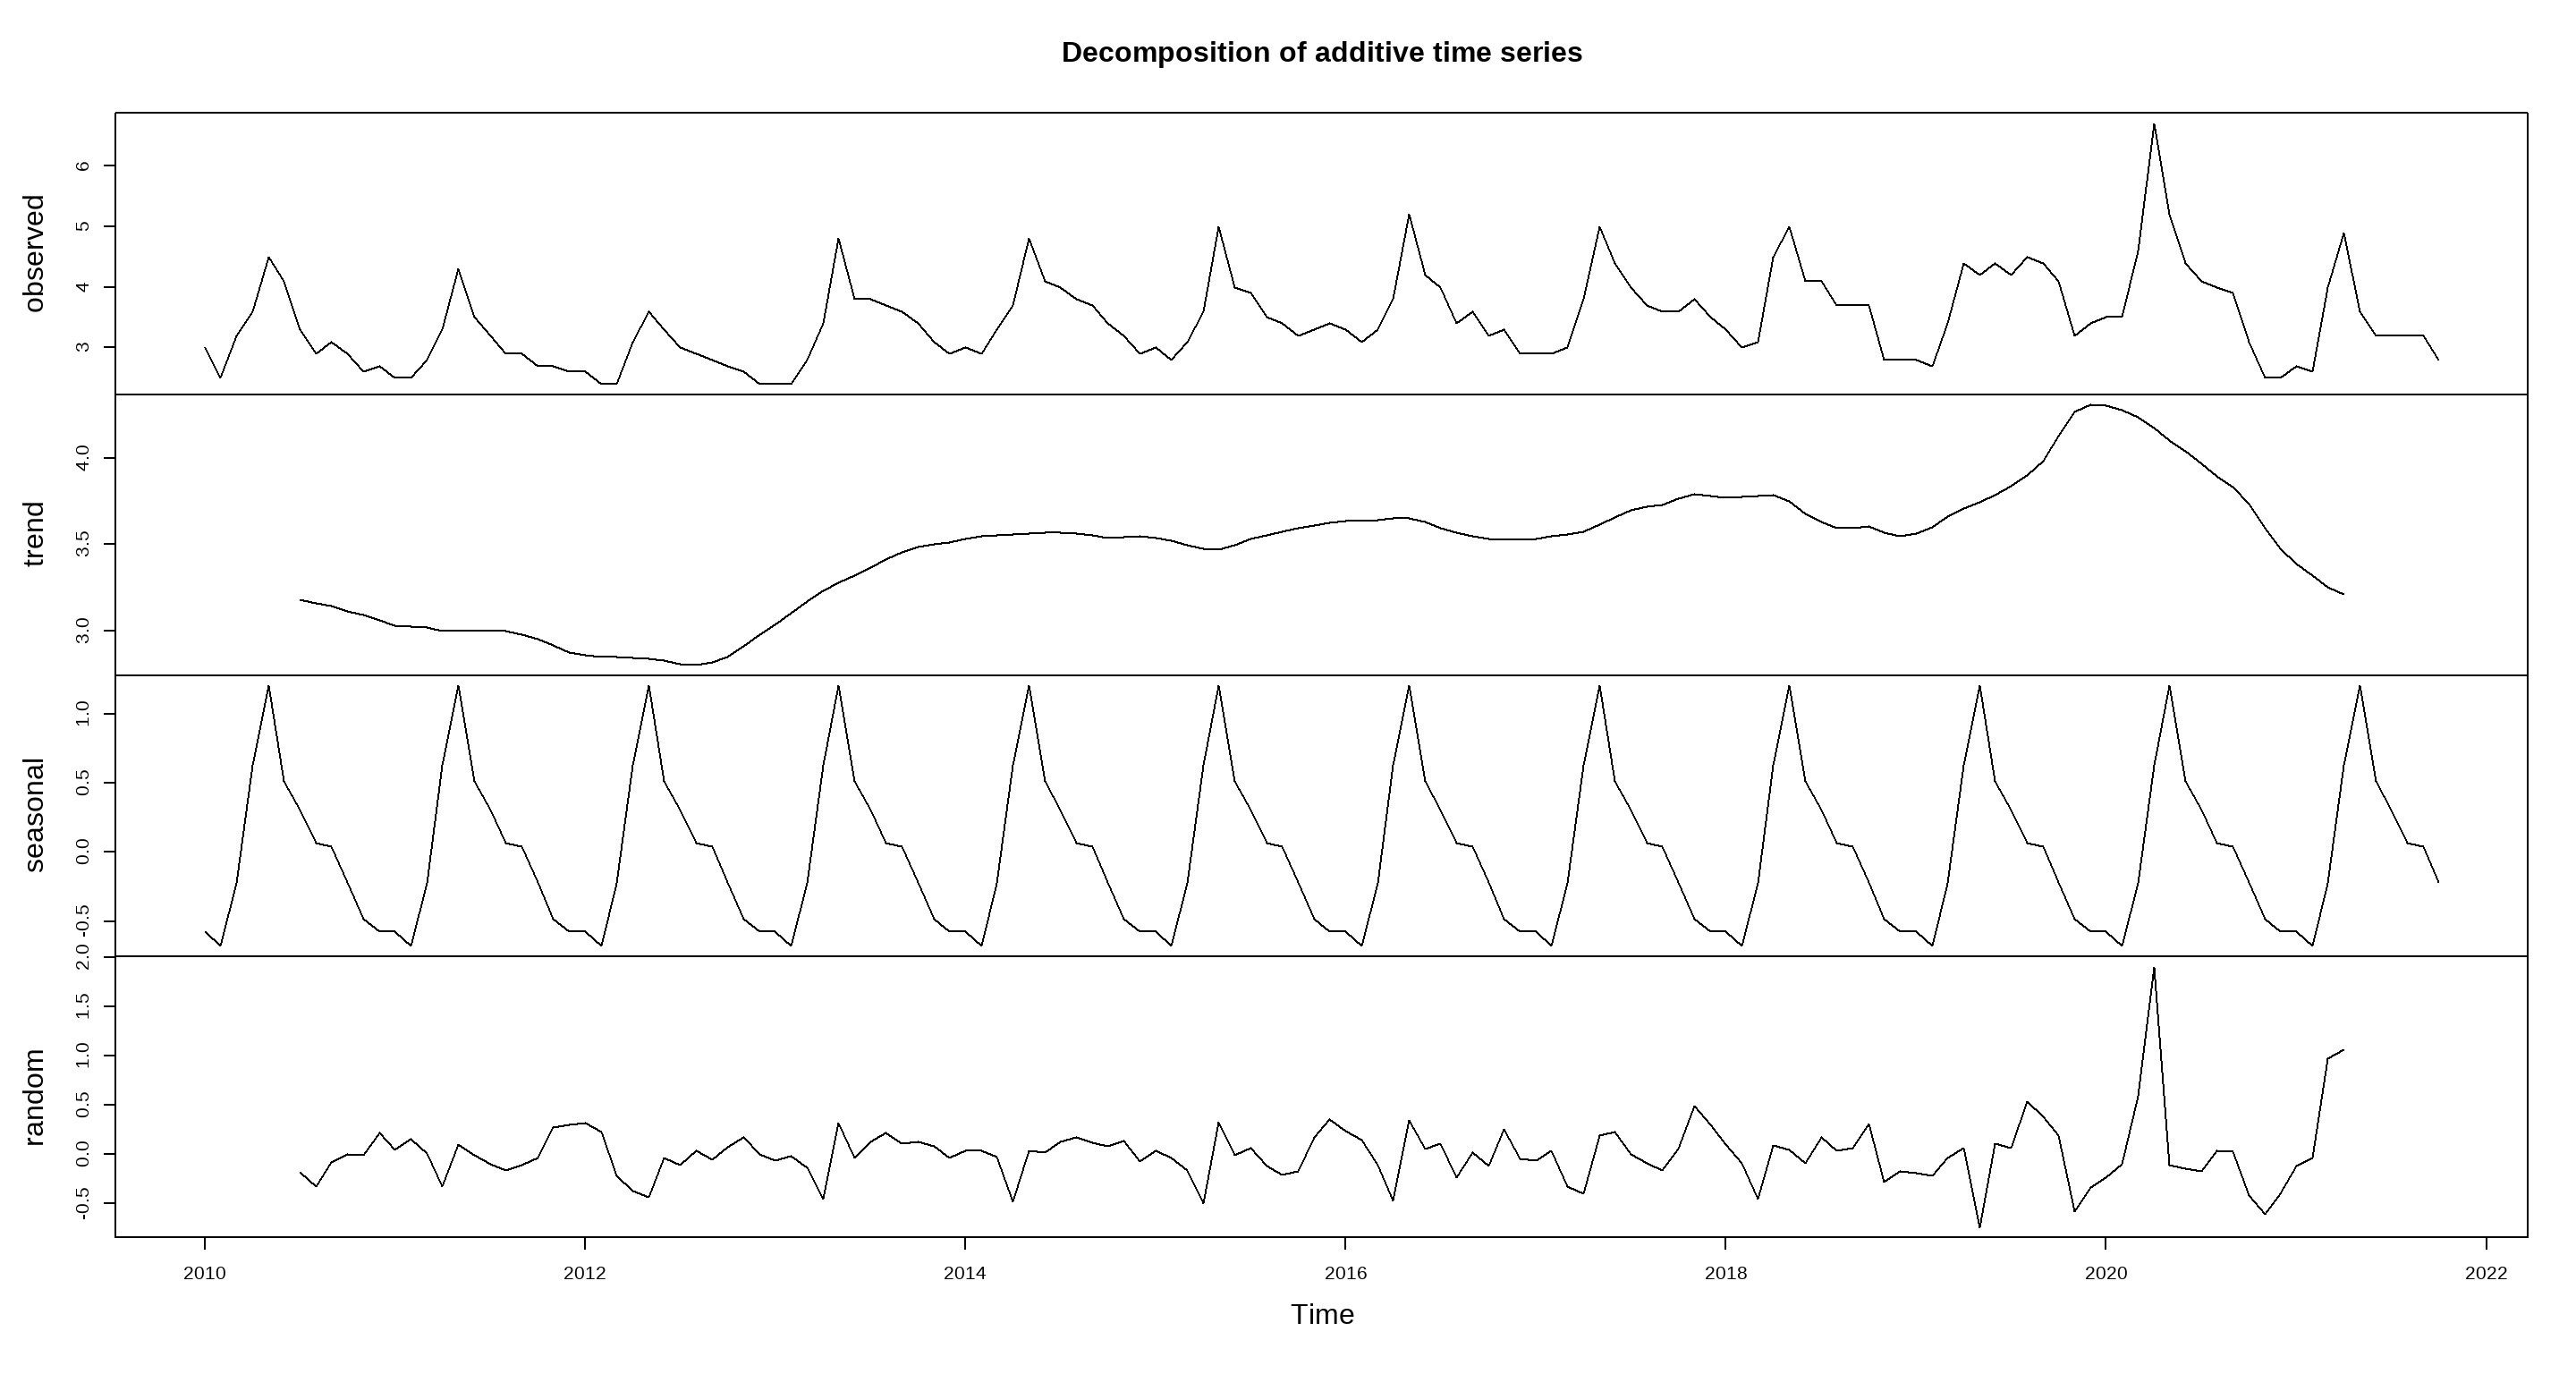 Decomposition of additive time series
observed
3 4 5 6
trend
3.0 3.5 4.0
seasonal
-0.5 0.0 0.5 1.0
random
-0.5 0.0 0.5 1.0 1.5 2.0
2010 2012 2014 2016 2018 2020 2022
Time